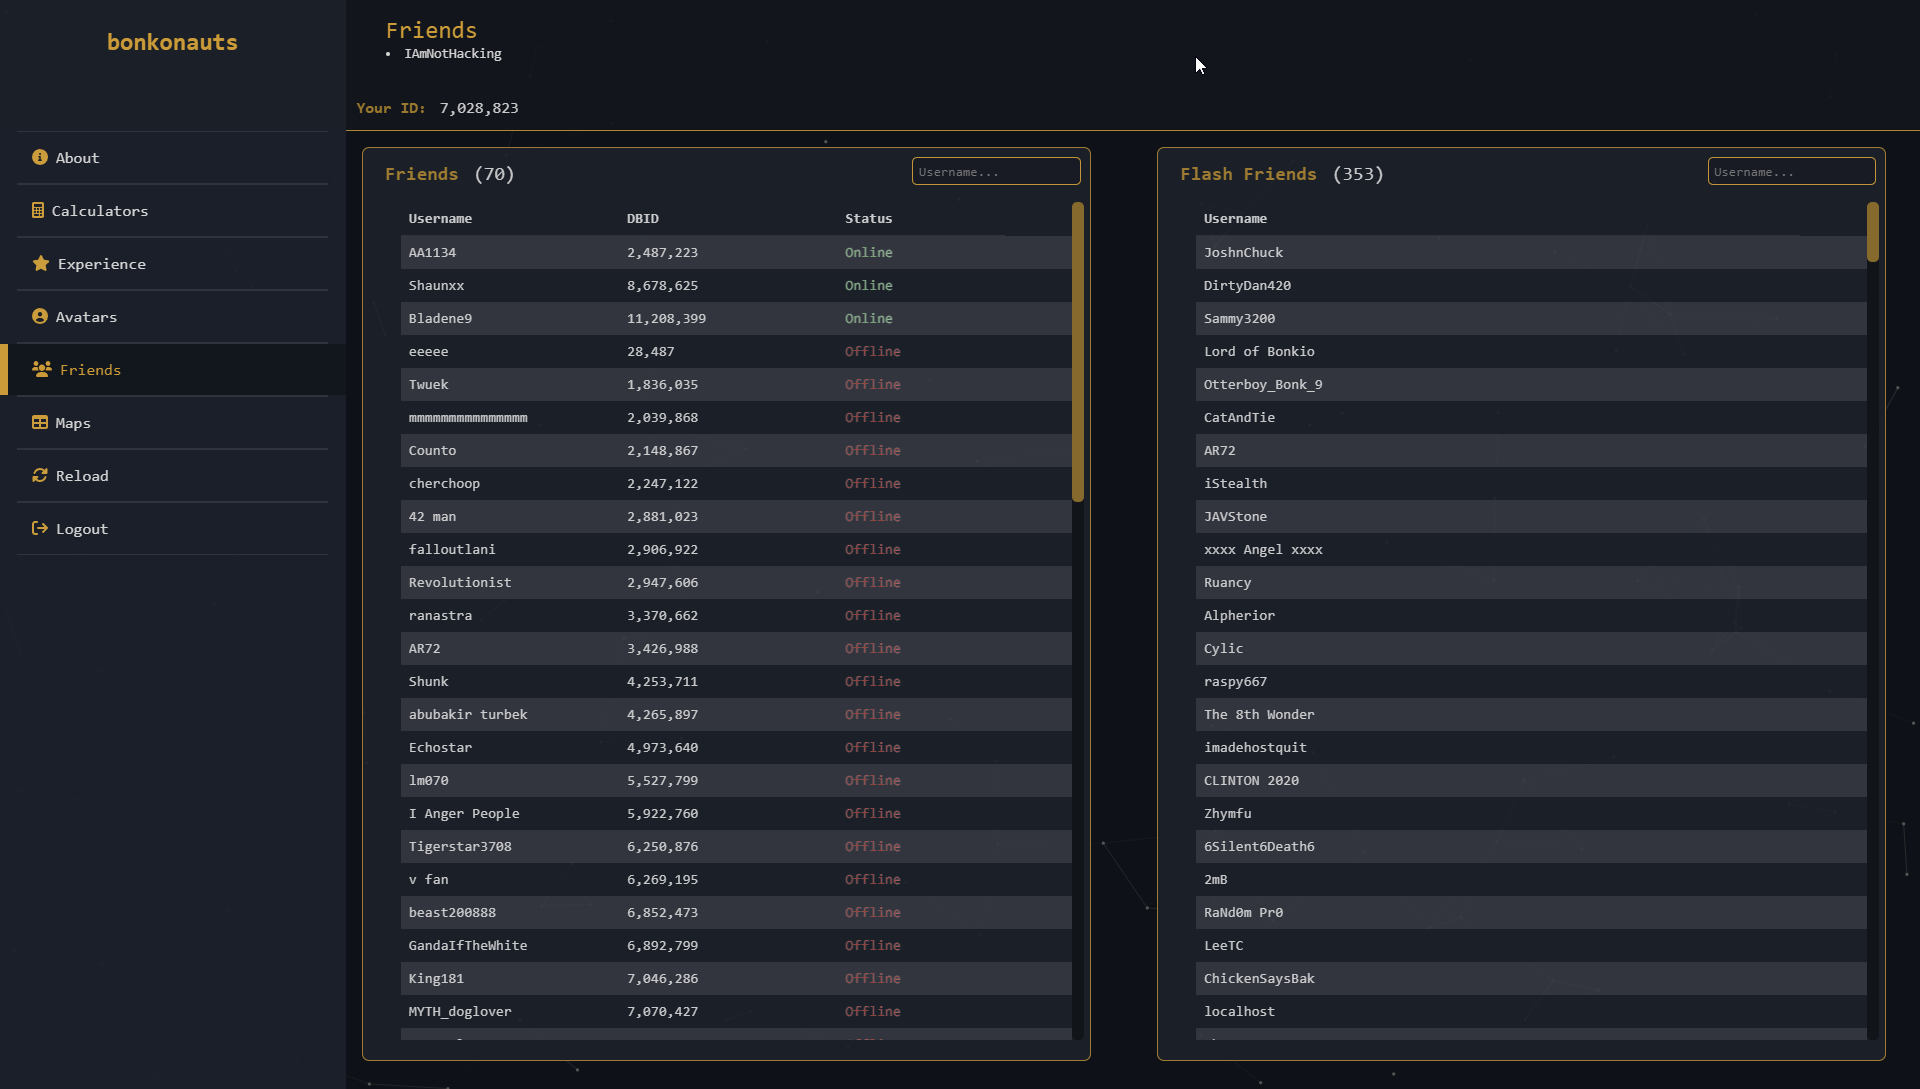 bonkonauts
About
Calculators
Experience
Avatars
Friends
Maps
Reload
Logout
Friends
• IAmNotHacking
Your ID: 7,028,823
Friends (70)
Username...
Username DBID Status
AA1134 2,487,223 Online
Shaunxx 8,678,625 Online
Bladene9 11,208,399 Online
eeeee 28,487 Offline
Twuek 1,836,035 Offline
mmmmmmmmmmmmmmm 2,039,868 Offline
Counto 2,148,867 Offline
cherchoop 2,247,122 Offline
42 man 2,881,023 Offline
falloutlani 2,906,922 Offline
Revolutionist 2,947,606 Offline
ranastra 3,370,662 Offline
AR72 3,426,988 Offline
Shunk 4,253,711 Offline
abubakir turbek 4,265,897 Offline
Echostar 4,973,640 Offline
lm070 5,527,799 Offline
I Anger People 5,922,760 Offline
Tigerstar3708 6,250,876 Offline
v fan 6,269,195 Offline
beast200888 6,852,473 Offline
GandaIfTheWhite 6,892,799 Offline
King181 7,046,286 Offline
MYTH_doglover 7,070,427 Offline
Flash Friends (353)
Username...
Username
JoshnChuck
DirtyDan420
Sammy3200
Lord of Bonkio
Otterboy_Bonk_9
CatAndTie
AR72
iStealth
JAVStone
xxxx Angel xxxx
Ruancy
Alpherior
Cylic
raspy667
The 8th Wonder
imadehostquit
CLINTON 2020
Zhymfu
6Silent6Death6
2mB
RaNd0m Pr0
LeeTC
ChickenSaysBak
localhost